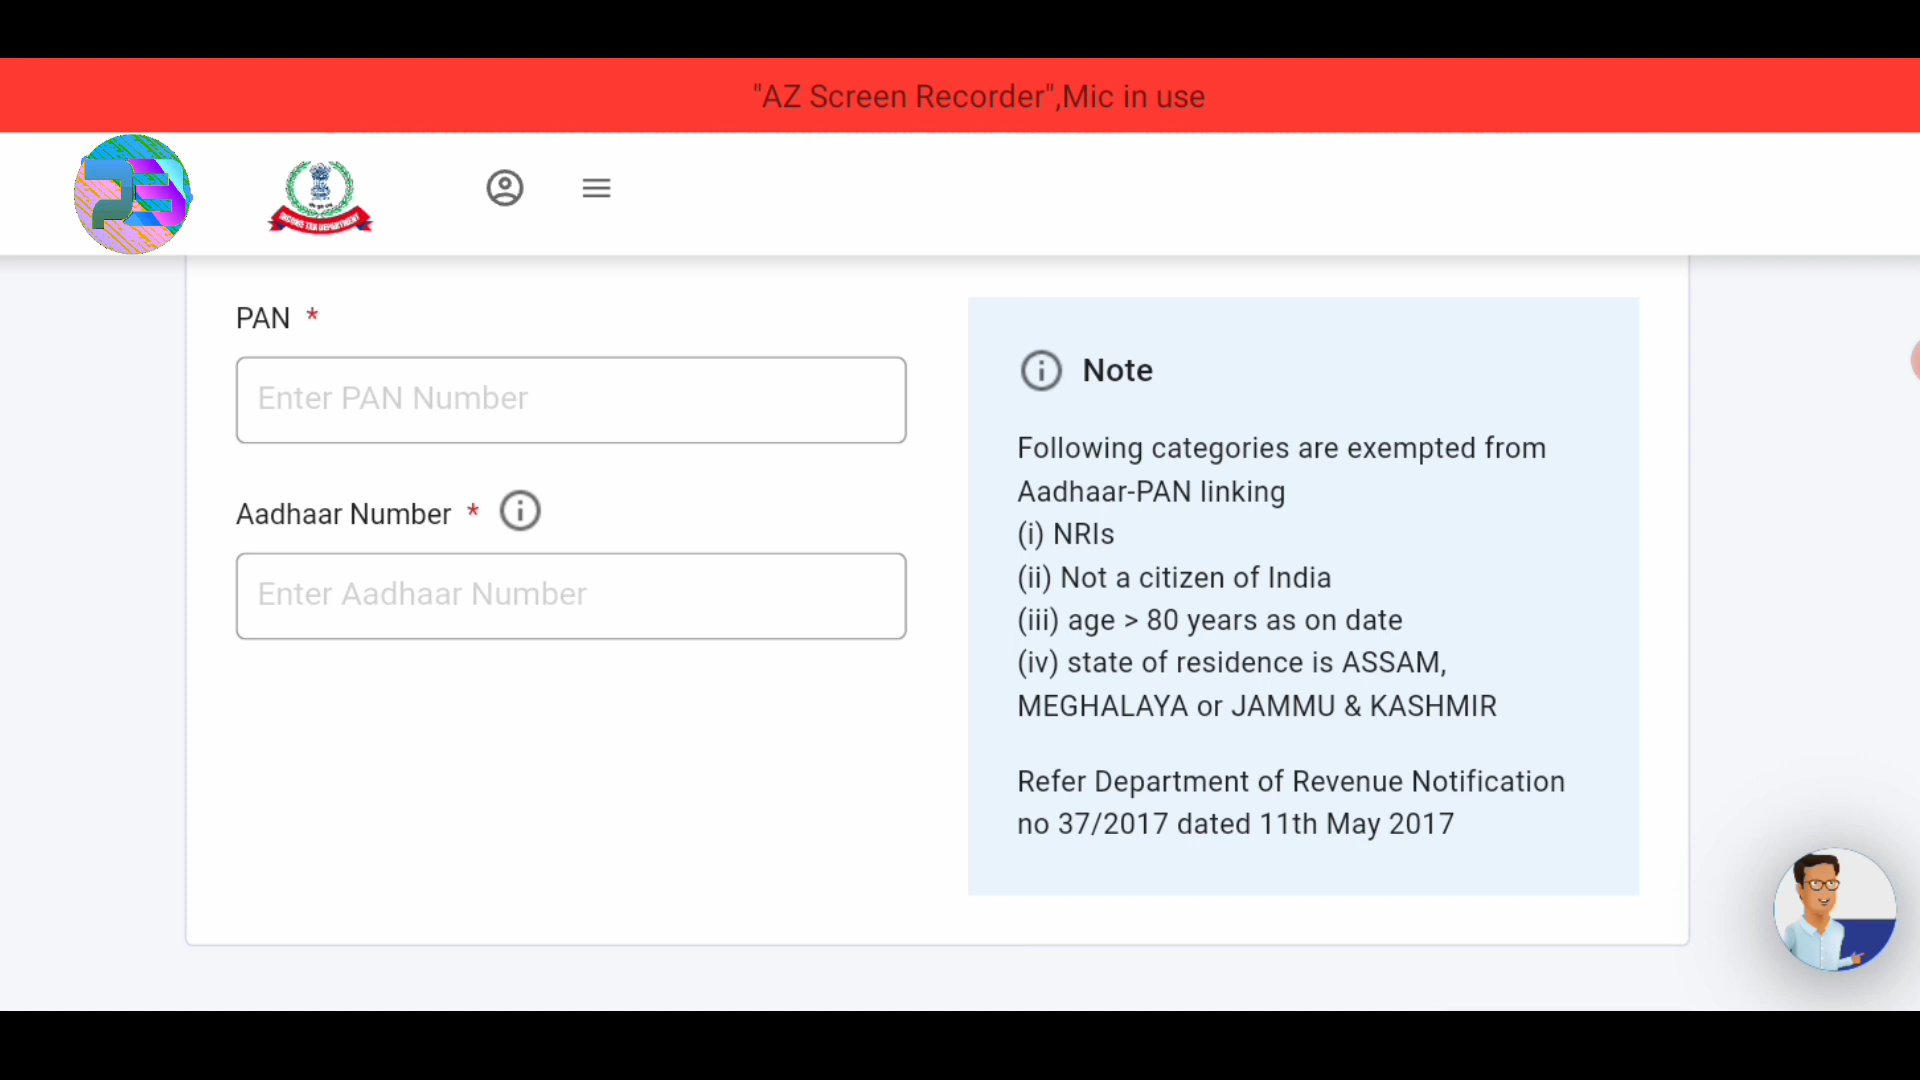 "AZ Screen Recorder",Mic in use
INCOME TAX DEPARTMENT
PAN *
Enter PAN Number
Aadhaar Number *
Enter Aadhaar Number
Note
Following categories are exempted from
Aadhaar-PAN linking
(i) NRIs
(ii) Not a citizen of India
(iii) age > 80 years as on date
(iv) state of residence is ASSAM,
MEGHALAYA or JAMMU & KASHMIR
Refer Department of Revenue Notification
no 37/2017 dated 11th May 2017